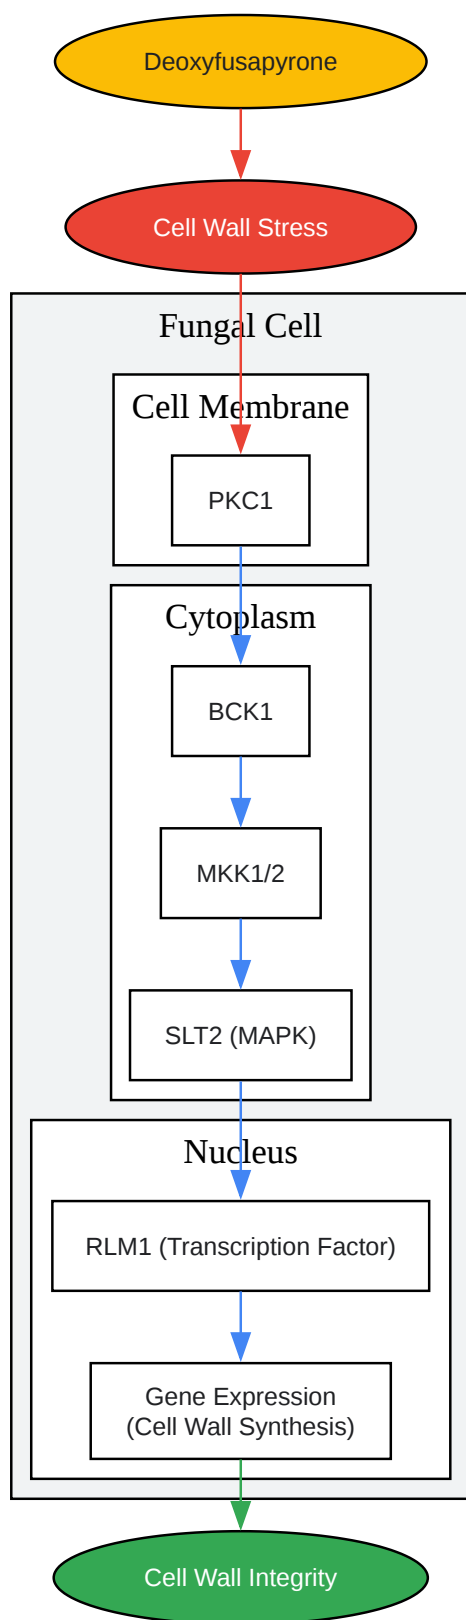 Deoxyfusapyrone
Cell Wall Stress
Fungal Cell
Cell Membrane
PKC1
Cytoplasm
BCK1
MKK1/2
SLT2 (MAPK)
Nucleus
RLM1 (Transcription Factor)
Gene Expression
(Cell Wall Synthesis)
Cell Wall Integrity